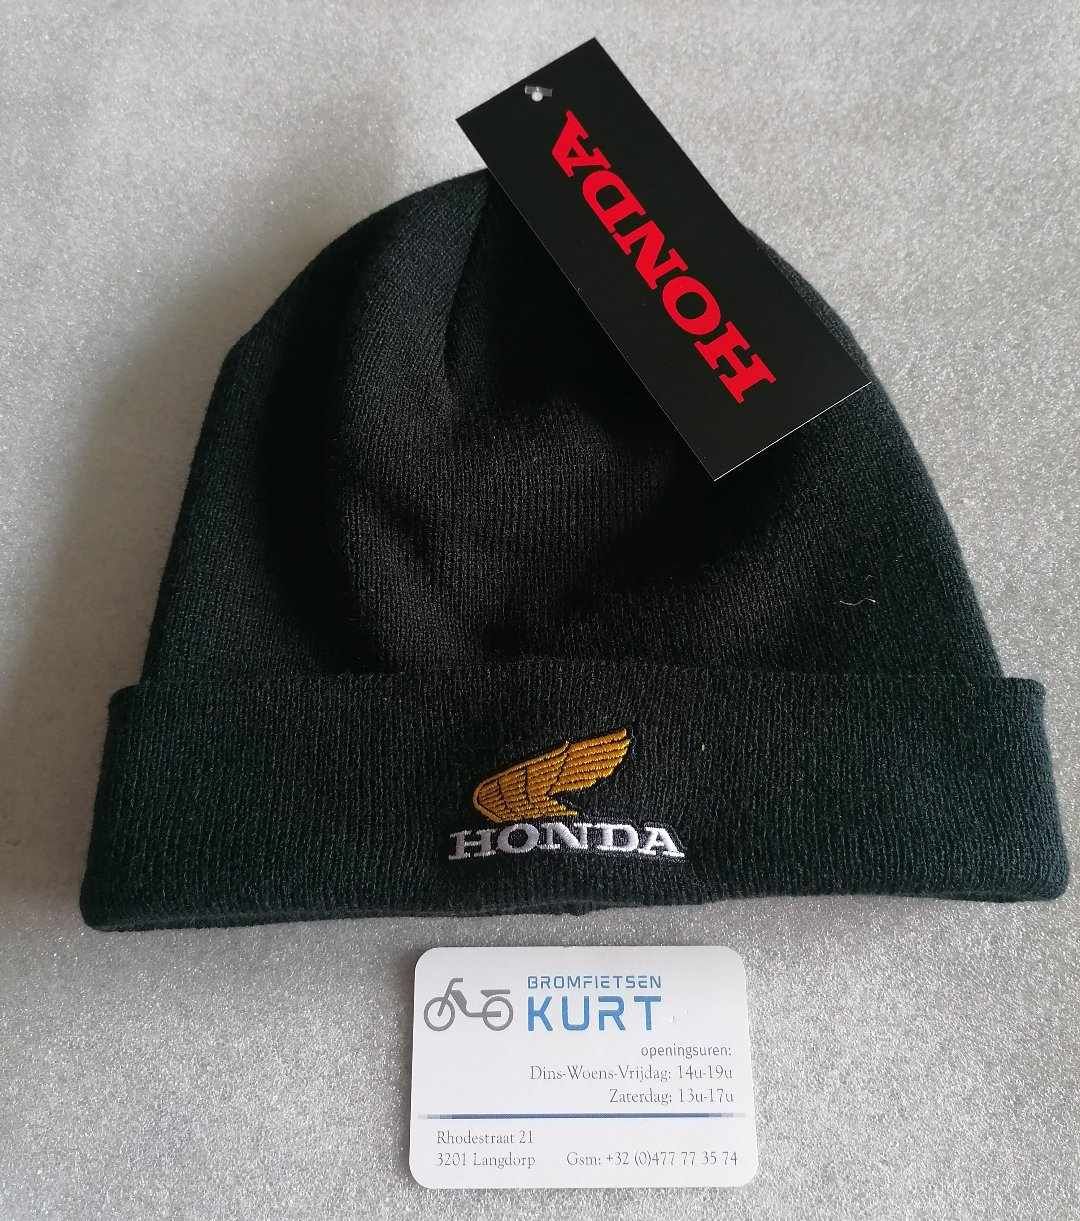 HONDA
HONDA
BROMFIETSEN
KURT
openingsuren:
Dins-Woens-Vrijdag: 14u-19u
Zaterdag: 13u-17u
Rhodestraat 21
3201 Langdorp Gsm: +32 (0)477 77 35 74